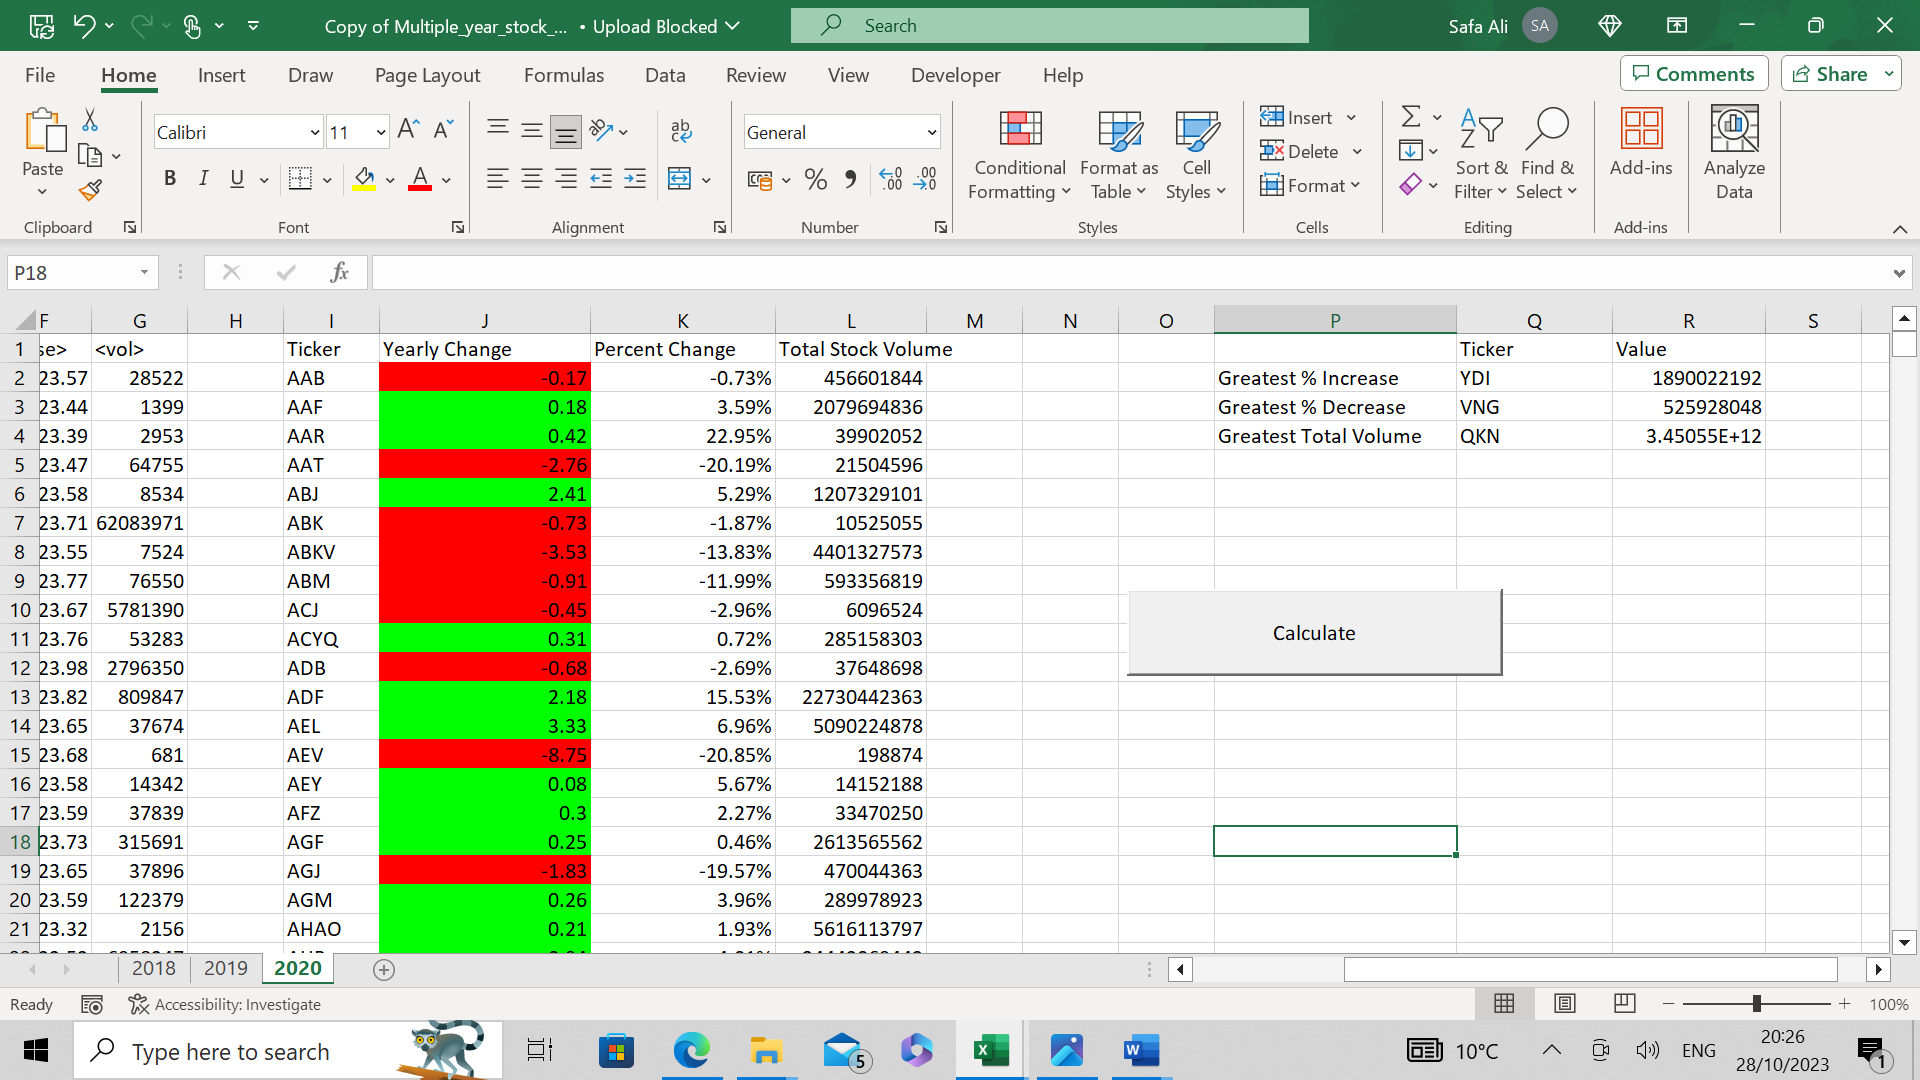 Copy of Multiple_year_stock_... • Upload Blocked
Search
Safa Ali SA
File Home Insert Draw Page Layout Formulas Data Review View Developer Help
Comments Share
Paste
Clipboard
Calibri 11
B I U
Font
ab
Alignment
General
Number
Conditional Formatting
Format as Table
Cell Styles
Styles
Insert
Delete
Format
Cells
Sort & Filter
Find & Select
Editing
Add-ins
Add-ins
Analyze Data
P18 fx
F G H I J K L M N O P Q R S
1 se> <vol> Ticker Yearly Change Percent Change Total Stock Volume Ticker Value
2 23.57 28522 AAB -0.17 -0.73% 456601844 Greatest % Increase YDI 1890022192
3 23.44 1399 AAF 0.18 3.59% 2079694836 Greatest % Decrease VNG 525928048
4 23.39 2953 AAR 0.42 22.95% 39902052 Greatest Total Volume QKN 3.45055E+12
5 23.47 64755 AAT -2.76 -20.19% 21504596
6 23.58 8534 ABJ 2.41 5.29% 1207329101
7 23.71 62083971 ABK -0.73 -1.87% 10525055
8 23.55 7524 ABKV -3.53 -13.83% 4401327573
9 23.77 76550 ABM -0.91 -11.99% 593356819
10 23.67 5781390 ACJ -0.45 -2.96% 6096524
11 23.76 53283 ACYQ 0.31 0.72% 285158303
Calculate
12 23.98 2796350 ADB -0.68 -2.69% 37648698
13 23.82 809847 ADF 2.18 15.53% 22730442363
14 23.65 37674 AEL 3.33 6.96% 5090224878
15 23.68 681 AEV -8.75 -20.85% 198874
16 23.58 14342 AEY 0.08 5.67% 14152188
17 23.59 37839 AFZ 0.3 2.27% 33470250
18 23.73 315691 AGF 0.25 0.46% 2613565562
19 23.65 37896 AGJ -1.83 -19.57% 470044363
20 23.59 122379 AGM 0.26 3.96% 289978923
21 23.32 2156 AHAO 0.21 1.93% 5616113797
2018 2019 2020
Ready Accessibility: Investigate 100%
Type here to search 5 10°C ENG 20:26
28/10/2023 1